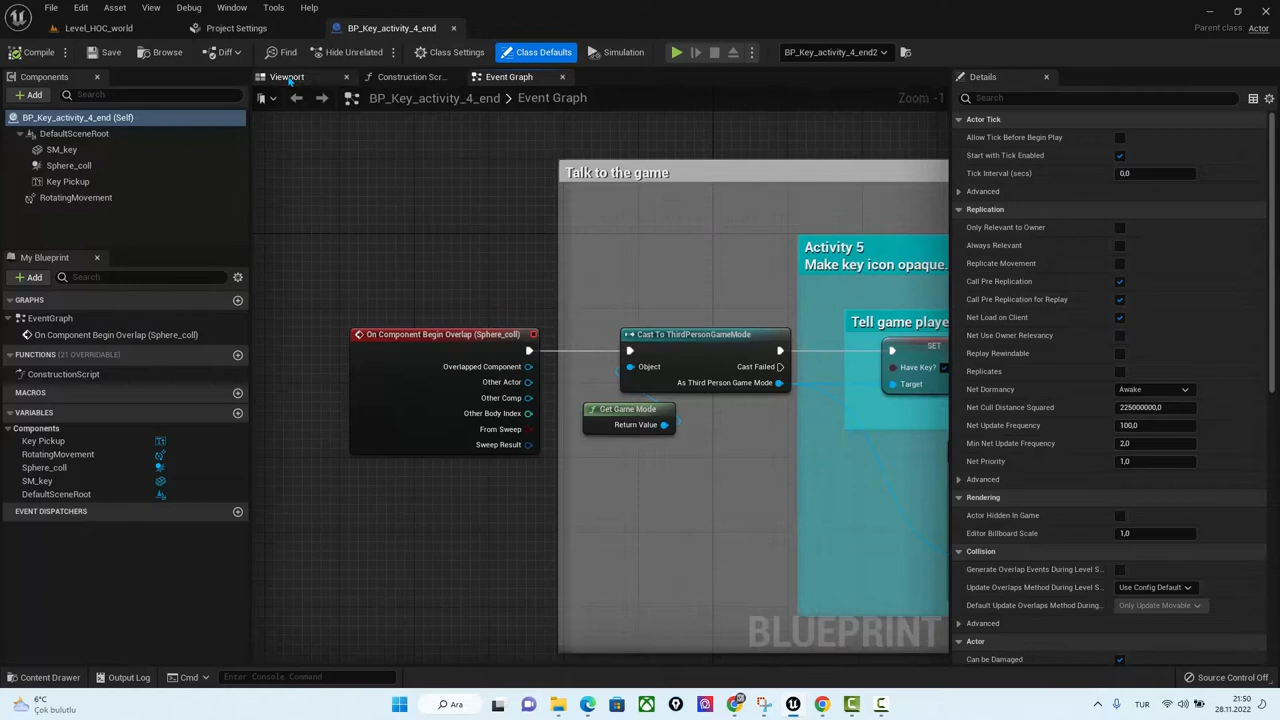 File Edit Asset View Debug Window Tools Help
Level_HOC_world
Project Settings
BP_Key_activity_4_end
Parent class: Actor
Compile
Save
Browse
Diff
Find
Hide Unrelated
Class Settings
Class Defaults
Simulation
BP_Key_activity_4_end2
Components
Add
Search
BP_Key_activity_4_end (Self)
DefaultSceneRoot
SM_key
Sphere_coll
Key Pickup
RotatingMovement
My Blueprint
Add
Search
GRAPHS
EventGraph
On Component Begin Overlap (Sphere_coll)
FUNCTIONS (21 OVERRIDABLE)
ConstructionScript
MACROS
VARIABLES
Components
Key Pickup
RotatingMovement
Sphere_coll
SM_key
DefaultSceneRoot
EVENT DISPATCHERS
Viewport
Construction Scr...
Event Graph
BP_Key_activity_4_end > Event Graph
Zoom -1
Talk to the game
Activity 5
Make key icon opaque.
Tell game playe
On Component Begin Overlap (Sphere_coll)
Overlapped Component
Other Actor
Other Comp
Other Body Index
From Sweep
Sweep Result
Cast To ThirdPersonGameMode
Object
Cast Failed
As Third Person Game Mode
Get Game Mode
Return Value
SET
Have Key?
Target
BLUEPRINT
Details
Search
Actor Tick
Allow Tick Before Begin Play
Start with Tick Enabled
Tick Interval (secs) 0,0
Advanced
Replication
Only Relevant to Owner
Always Relevant
Replicate Movement
Call Pre Replication
Call Pre Replication for Replay
Net Load on Client
Net Use Owner Relevancy
Replay Rewindable
Replicates
Net Dormancy Awake
Net Cull Distance Squared 225000000,0
Net Update Frequency 100,0
Min Net Update Frequency 2,0
Net Priority 1,0
Advanced
Rendering
Actor Hidden In Game
Editor Billboard Scale 1,0
Collision
Generate Overlap Events During Level S...
Update Overlaps Method During Level S... Use Config Default
Default Update Overlaps Method During... Only Update Movable
Advanced
Actor
Can be Damaged
Content Drawer
Output Log
Cmd
Enter Console Command
Source Control Off
6°C
Çok bulutlu
Ara
TUR
21:50
28.11.2022